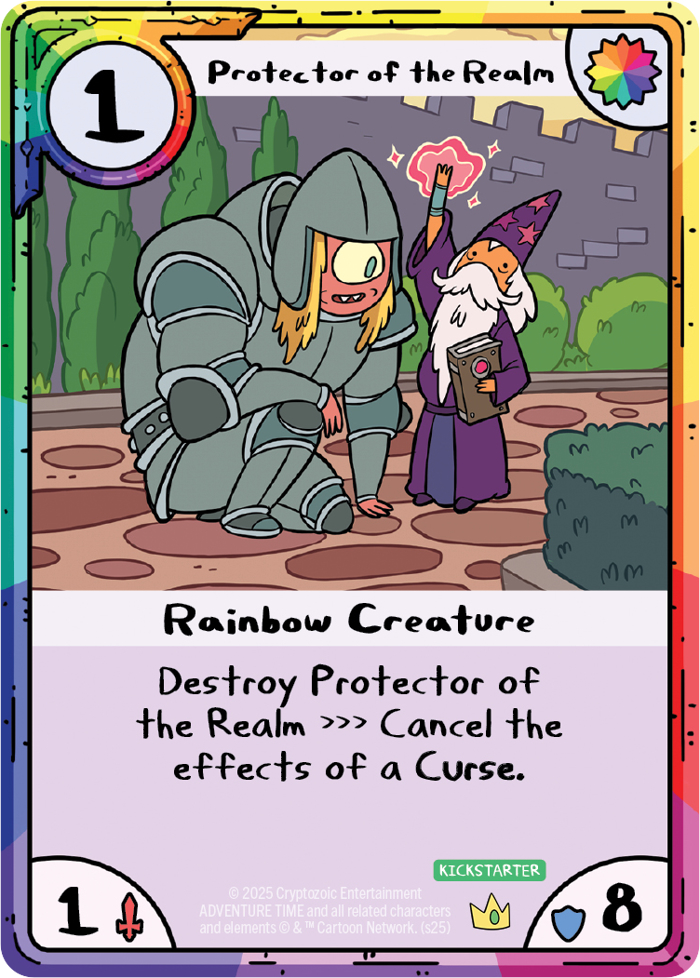 1
Protector of the Realm
Rainbow Creature
Destroy Protector of
the Realm >>> Cancel the
effects of a Curse.
KICKSTARTER
© 2025 Cryptozoic Entertainment
ADVENTURE TIME and all related characters
and elements © & ™ Cartoon Network. (s25)
1
8